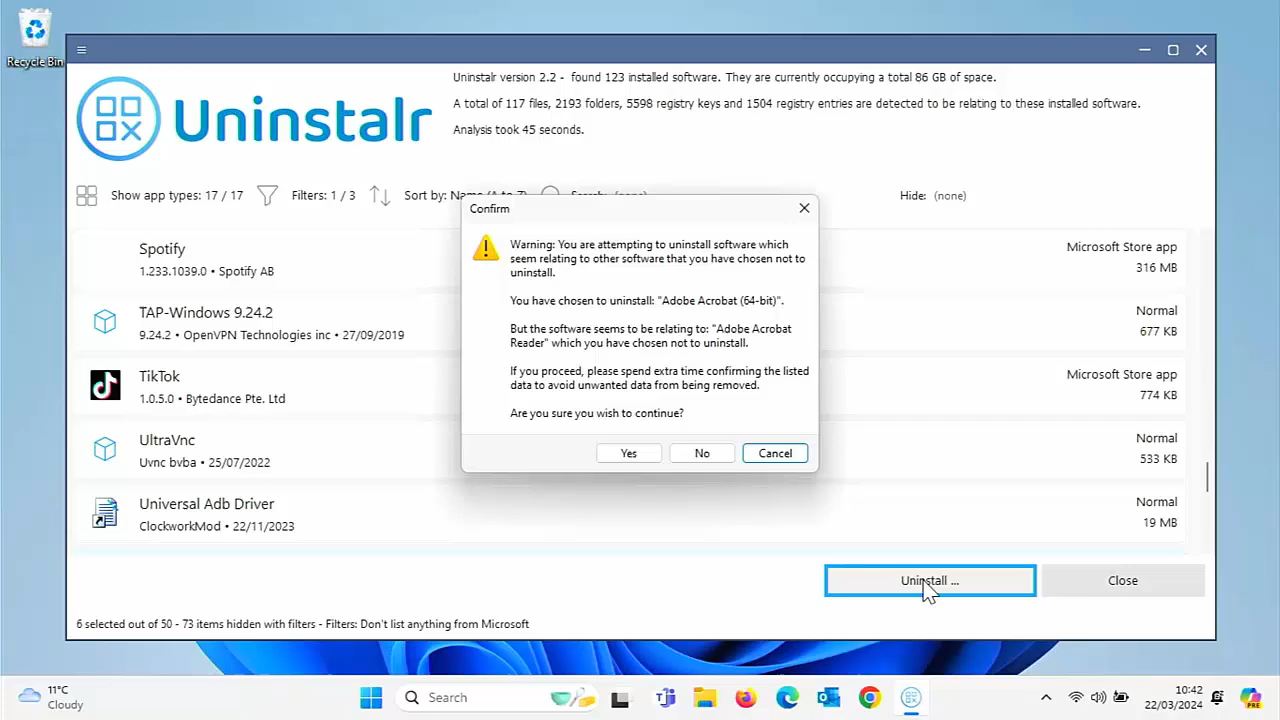 Recycle Bin
Uninstalr
Uninstalr version 2.2 - found 123 installed software. They are currently occupying a total 86 GB of space.
A total of 117 files, 2193 folders, 5598 registry keys and 1504 registry entries are detected to be relating to these installed software.
Analysis took 45 seconds.
Show app types: 17 / 17
Filters: 1 / 3
Sort by: Name (A to Z)
Search: (none)
Hide: (none)
Confirm
Warning: You are attempting to uninstall software which
seem relating to other software that you have chosen not to
uninstall.
You have chosen to uninstall: "Adobe Acrobat (64-bit)".
But the software seems to be relating to: "Adobe Acrobat
Reader" which you have chosen not to uninstall.
If you proceed, please spend extra time confirming the listed
data to avoid unwanted data from being removed.
Are you sure you wish to continue?
Yes
No
Cancel
Spotify
1.233.1039.0 • Spotify AB
Microsoft Store app
316 MB
TAP-Windows 9.24.2
9.24.2 • OpenVPN Technologies inc • 27/09/2019
Normal
677 KB
TikTok
1.0.5.0 • Bytedance Pte. Ltd
Microsoft Store app
774 KB
UltraVnc
Uvnc bvba • 25/07/2022
Normal
533 KB
Universal Adb Driver
ClockworkMod • 22/11/2023
Normal
19 MB
Uninstall ...
Close
6 selected out of 50 - 73 items hidden with filters - Filters: Don't list anything from Microsoft
11°C
Cloudy
Search
10:42
22/03/2024
PRE